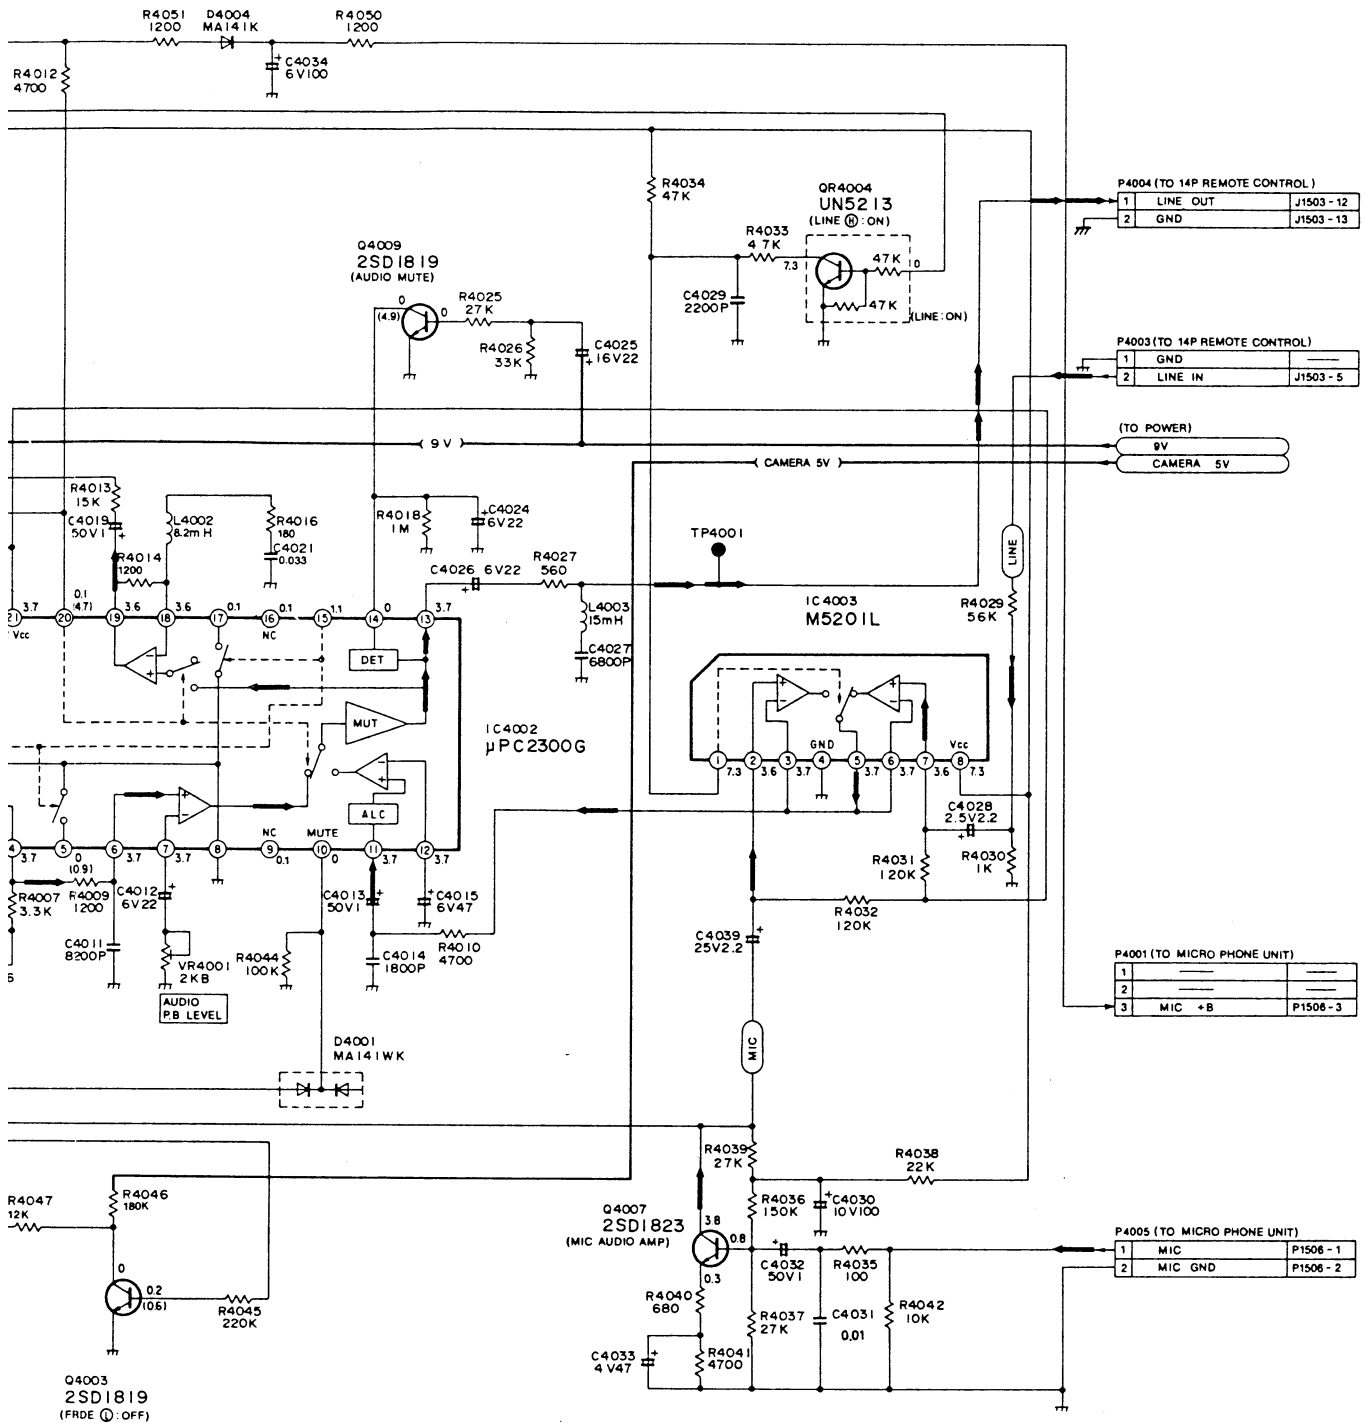 R4051
1200
D4004
MA141K
R4050
1200
R4012
4700
+
C4034
6V100
R4034
47K
QR4004
UN5213
(LINE Ⓗ:ON)
R4033
4.7K
7.3
47K
0
47K
(LINE:ON)
C4029
2200P
P4004 (TO 14P REMOTE CONTROL)
1 LINE OUT J1503-12
2 GND J1503-13
Q4009
2SD1819
(AUDIO MUTE)
0
(4.9)
0
R4025
27K
R4026
33K
C4025
16V22
+
P4003 (TO 14P REMOTE CONTROL)
1 GND —
2 LINE IN J1503-5
(9V)
(CAMERA 5V)
(TO POWER)
9V
CAMERA 5V
R4013
15K
C4019
50V1
+
L4002
8.2mH
R4016
180
C4021
0.033
R4014
1200
R4018
1M
+
C4024
6V22
C4026 6V22
+
R4027
560
TP4001
L4003
15mH
C4027
6800P
LINE
R4029
56K
IC4003
M5201L
21 3.7
Vcc
20 0.1
(4.7)
19 3.6
18 3.6
17 0.1
16 0.1
NC
15 1.1
14 0
13 3.7
DET
MUT
ALC
IC4002
μPC2300G
GND
Vcc
1 2 3 4 5 6 7 8
7.3 3.6 3.7 3.7 3.7 3.6 7.3
C4028
2.5V2.2
+
R4031
120K
R4030
1K
R4032
120K
NC
MUTE
4 3.7
5 0
(0.9)
6 3.7
7 3.7
8
9 0.1
10 0
11 3.7
12 3.7
R4007
3.3K
R4009
1200
C4012
6V22
+
C4011
8200P
VR4001
2KB
AUDIO
P.B LEVEL
R4044
100K
C4013
50V1
+
C4014
1800P
C4015
6V47
+
R4010
4700
C4039
25V2.2
+
6
P4001 (TO MICRO PHONE UNIT)
1 — —
2 — —
3 MIC +B P1506-3
MIC
D4001
MA141WK
R4039
27K
R4038
22K
R4047
12K
R4046
180K
R4036
150K
+
C4030
10V100
Q4007
2SD1823
(MIC AUDIO AMP)
3.8
0.8
0.3
+
C4032
50V1
R4035
100
P4005 (TO MICRO PHONE UNIT)
1 MIC P1506-1
2 MIC GND P1506-2
0
0.2
(0.6)
R4045
220K
R4040
680
R4037
27K
C4031
0.01
R4042
10K
C4033
4V47
+
R4041
4700
Q4003
2SD1819
(FRDE Ⓛ:OFF)